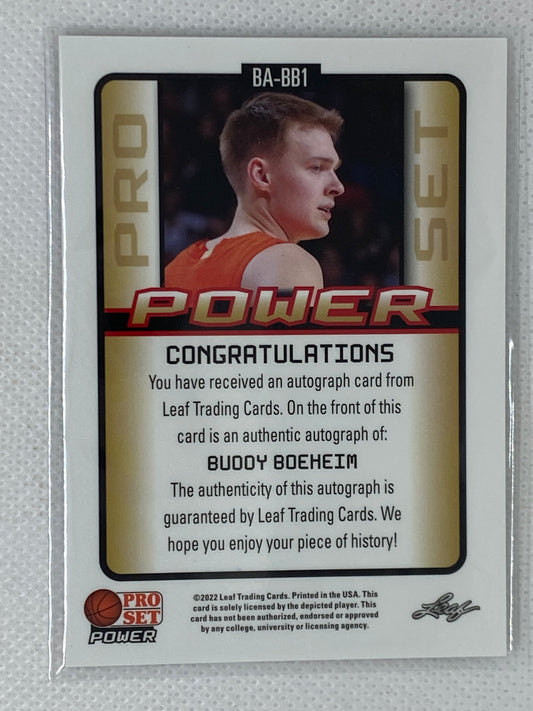 BA-BB1
PRO
SET
POWER
CONGRATULATIONS
You have received an autograph card from
Leaf Trading Cards. On the front of this
card is an authentic autograph of:
BUDDY BOEHEIM
The authenticity of this autograph is
guaranteed by Leaf Trading Cards. We
hope you enjoy your piece of history!
PRO
SET
POWER
©2022 Leaf Trading Cards. Printed in the USA. This
card is solely licensed by the depicted player. This
card has not been authorized, endorsed or approved
by any college, university or licensing agency.
Leaf